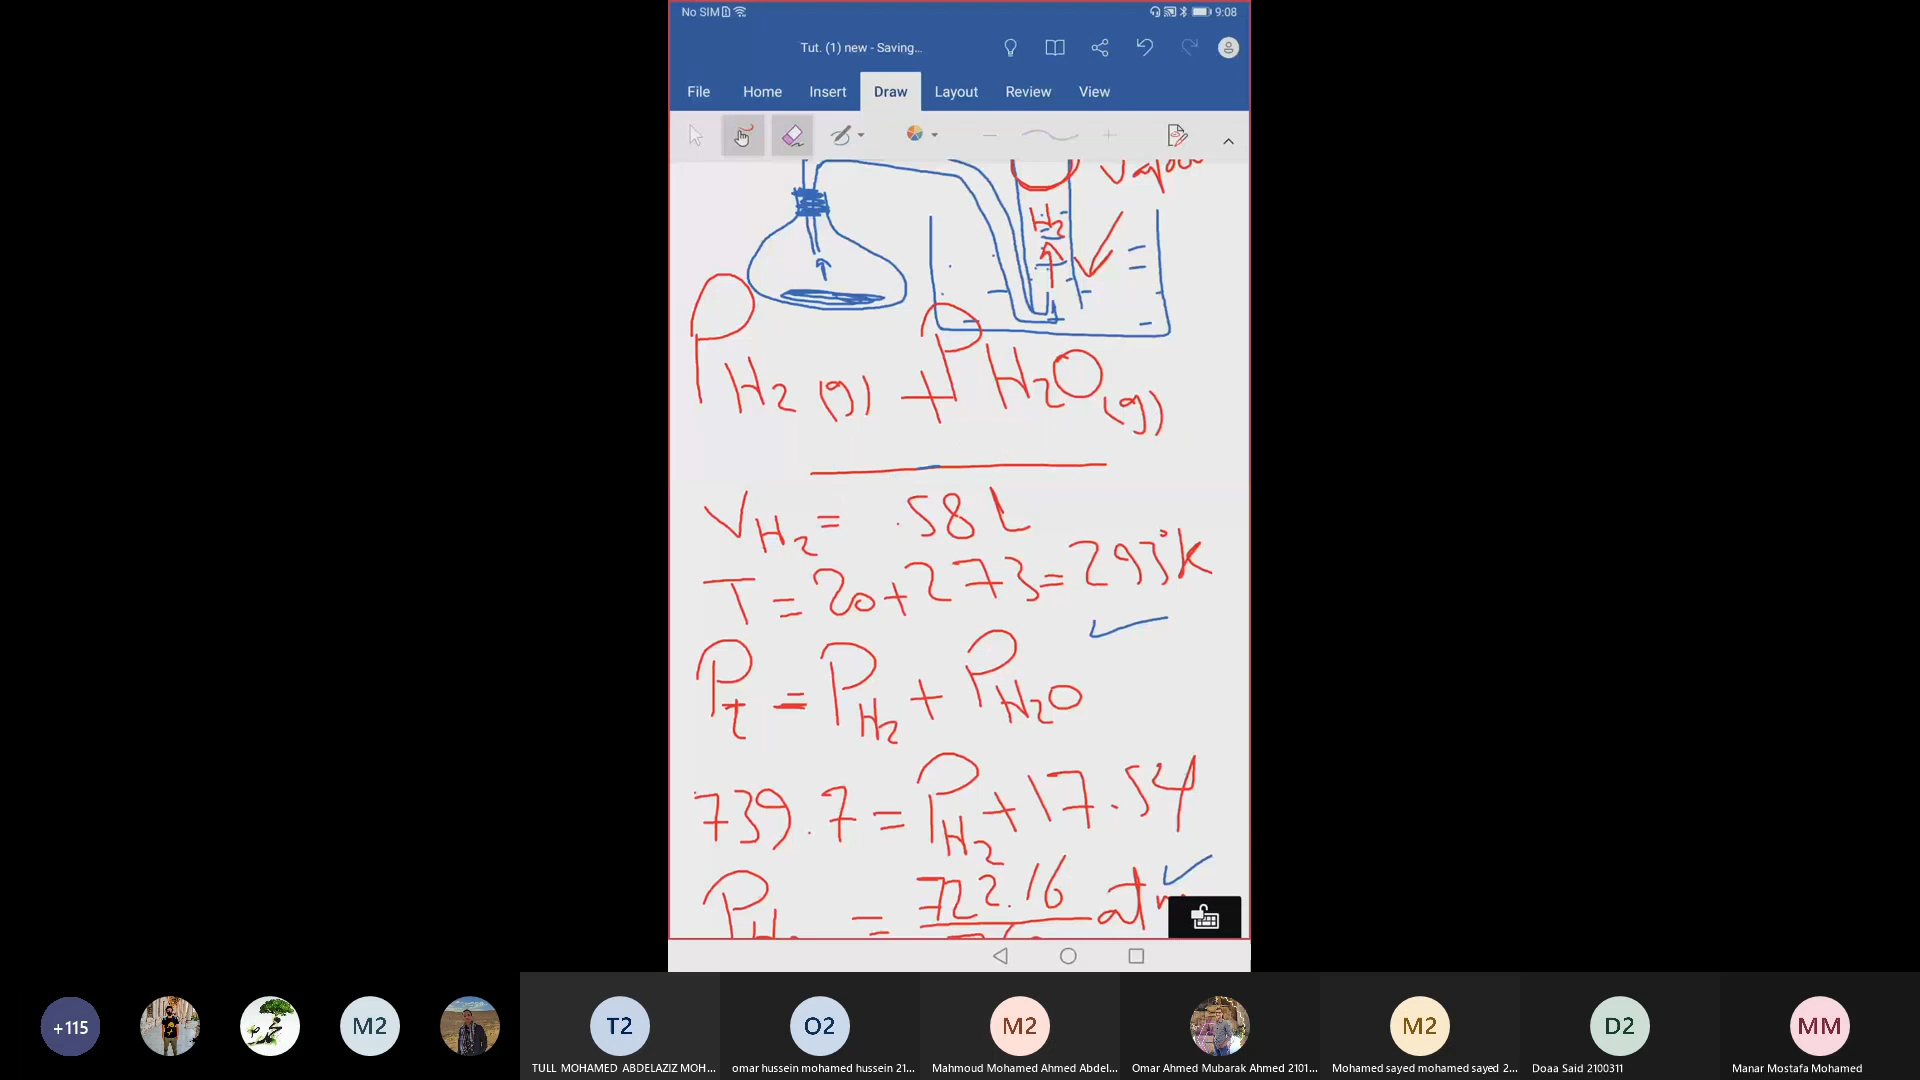 No SIM 9:08
Tut. (1) new - Saving...
File Home Insert Draw Layout Review View
H2
P H2 (g) + P H2O (g)
V H2 = .58 L
T = 20 + 273 = 293°k
Pt = P H2 + P H2O
739.7 = P H2 + 17.54
722.16
P = atm
+115
M2
T2
O2
M2
M2
D2
MM
TULL MOHAMED ABDELAZIZ MOH...
omar hussein mohamed hussein 21...
Mahmoud Mohamed Ahmed Abdel...
Omar Ahmed Mubarak Ahmed 2101...
Mohamed sayed mohamed sayed 2...
Doaa Said 2100311
Manar Mostafa Mohamed